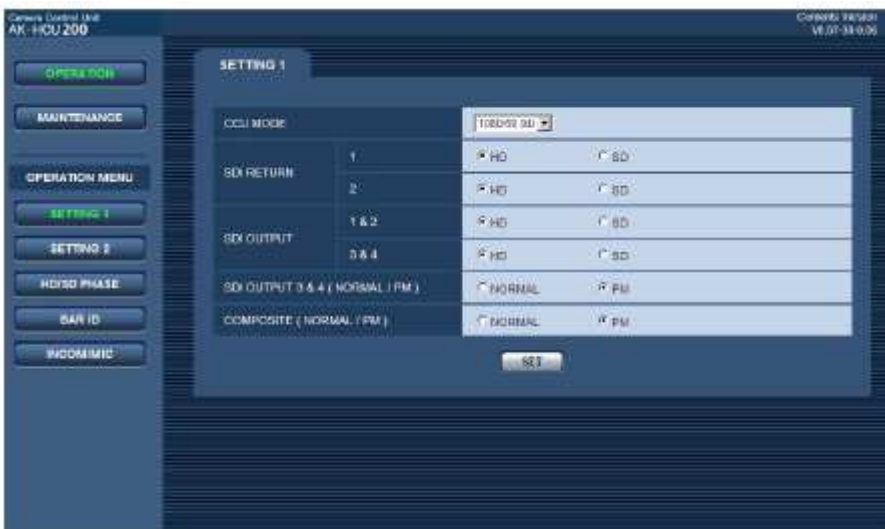 Camera Control Unit
AK-HCU200
Contents Version
OPERATION
MAINTENANCE
OPERATION MENU
SETTING 1
SETTING 2
HD/SD PHASE
BAR ID
INCOM/MIC
SETTING 1
CCU MODE
SDI RETURN
1
HD SD
2
HD SD
SDI OUTPUT
1 & 2
HD SD
3 & 4
HD SD
SDI OUTPUT 3 & 4 ( NORMAL / PM )
NORMAL PM
COMPOSITE ( NORMAL / PM )
NORMAL PM
SET